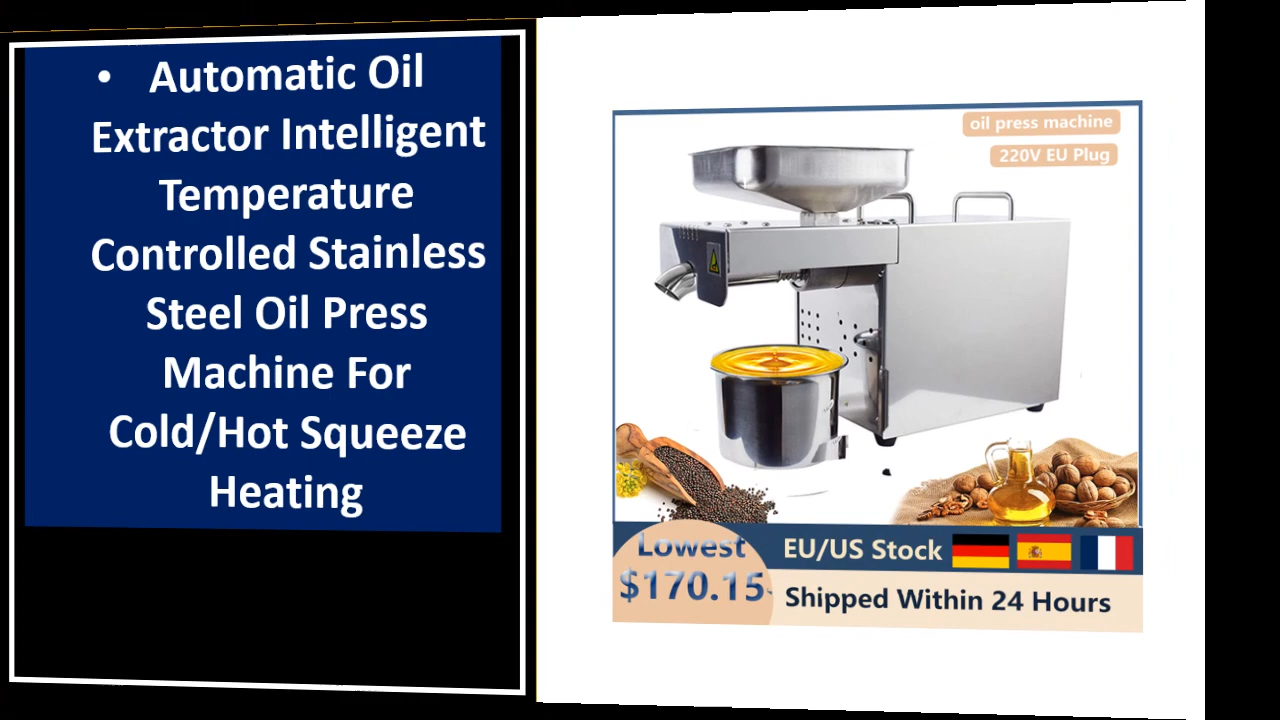 • Automatic Oil
Extractor Intelligent
Temperature
Controlled Stainless
Steel Oil Press
Machine For
Cold/Hot Squeeze
Heating
oil press machine
220V EU Plug
Lowest
$170.15
EU/US Stock
Shipped Within 24 Hours